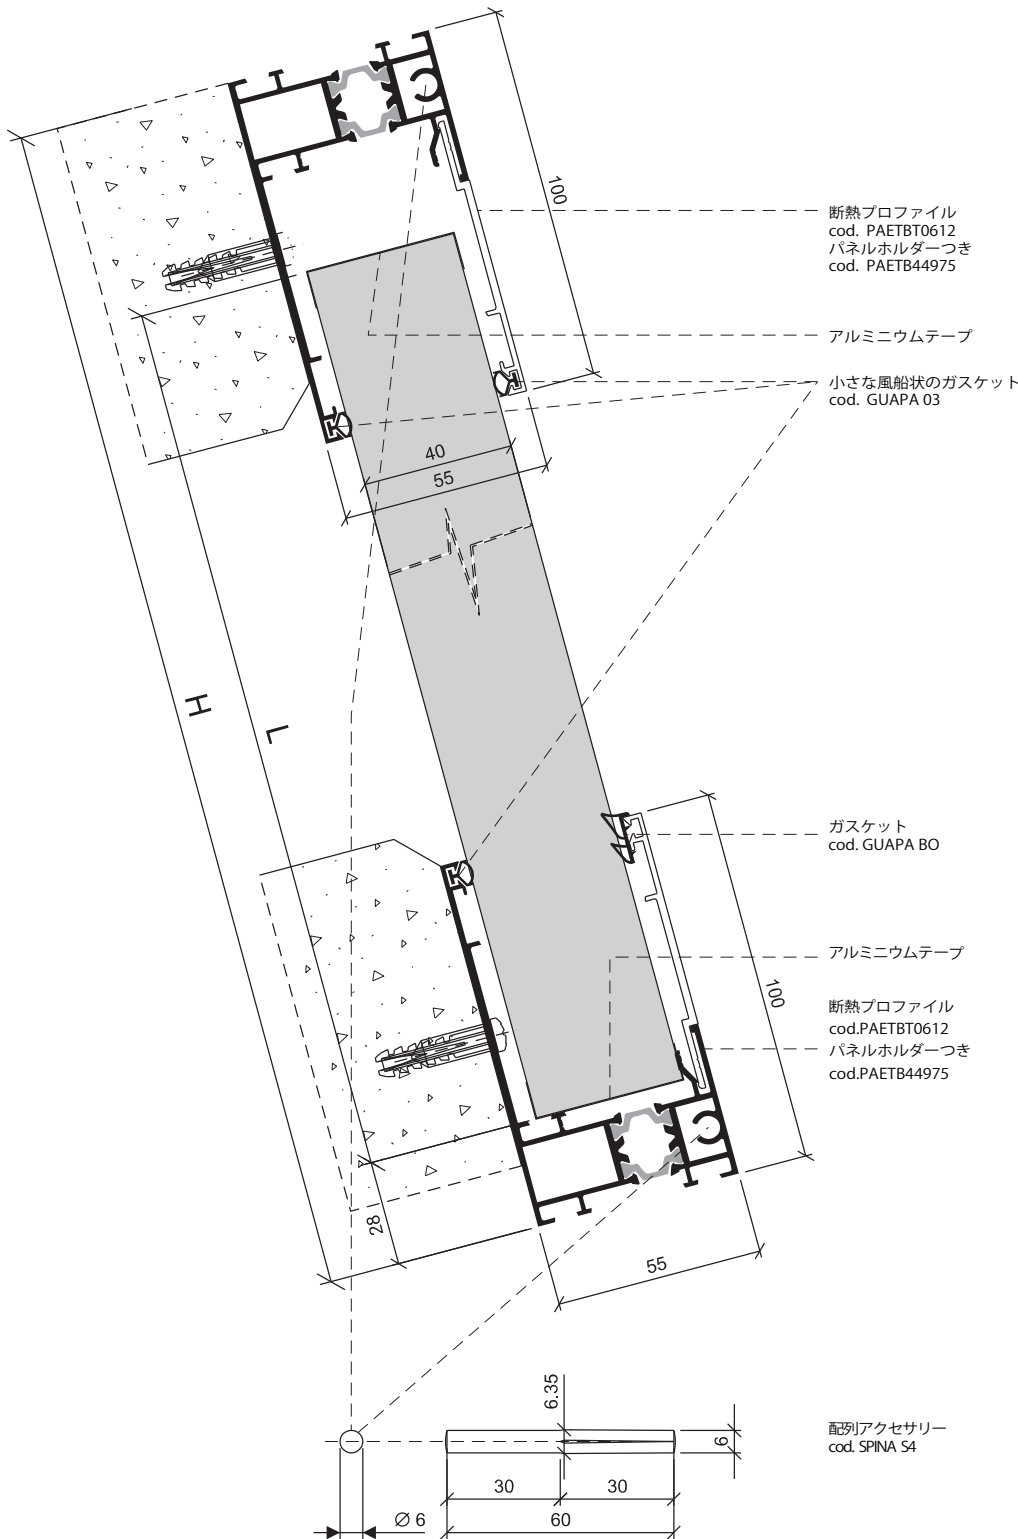 100
断熱プロファイル
cod. PAETBT0612
パネルホルダーつき
cod. PAETB44975
アルミニウムテープ
小さな風船状のガスケット
cod. GUAPA 03
40
55
H
L
ガスケット
cod. GUAPA BO
アルミニウムテープ
100
断熱プロファイル
cod.PAETBT0612
パネルホルダーつき
cod.PAETB44975
28
55
6.35
6
配列アクセサリー
cod. SPINA S4
30
30
Ø 6
60